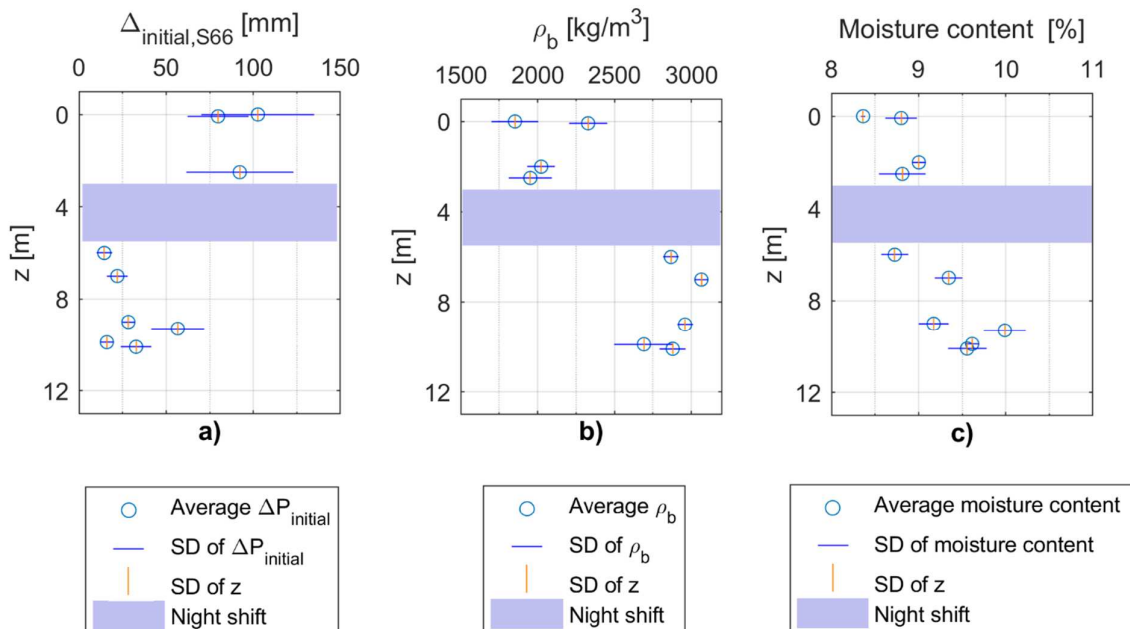 Δinitial,S66 [mm]
0 50 100 150
0
4
8
12
z [m]
a)
ρb [kg/m³]
1500 2000 2500 3000
0
4
8
12
z [m]
b)
Moisture content [%]
8 9 10 11
0
4
8
12
z [m]
c)
Average ΔPinitial
SD of ΔPinitial
SD of z
Night shift
Average ρb
SD of ρb
SD of z
Night shift
Average moisture content
SD of moisture content
SD of z
Night shift